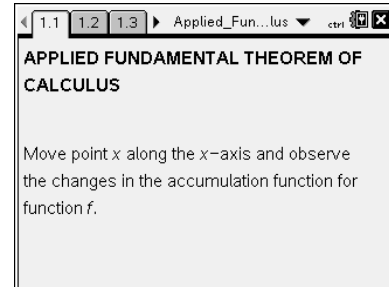 1.1 1.2 1.3 Applied_Fun...lus ctrl
APPLIED FUNDAMENTAL THEOREM OF
CALCULUS
Move point x along the x-axis and observe
the changes in the accumulation function for
function f.